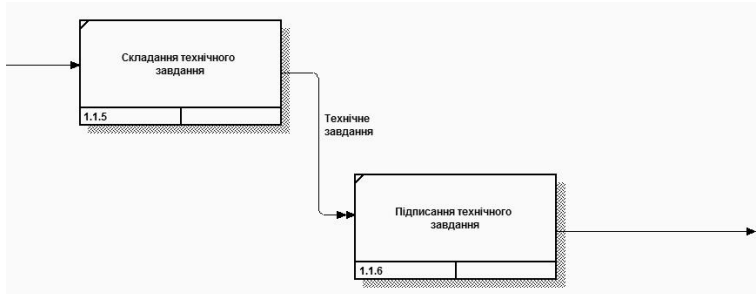 Складання технічного
завдання
1.1.5
Технічне
завдання
Підписання технічного
завдання
1.1.6